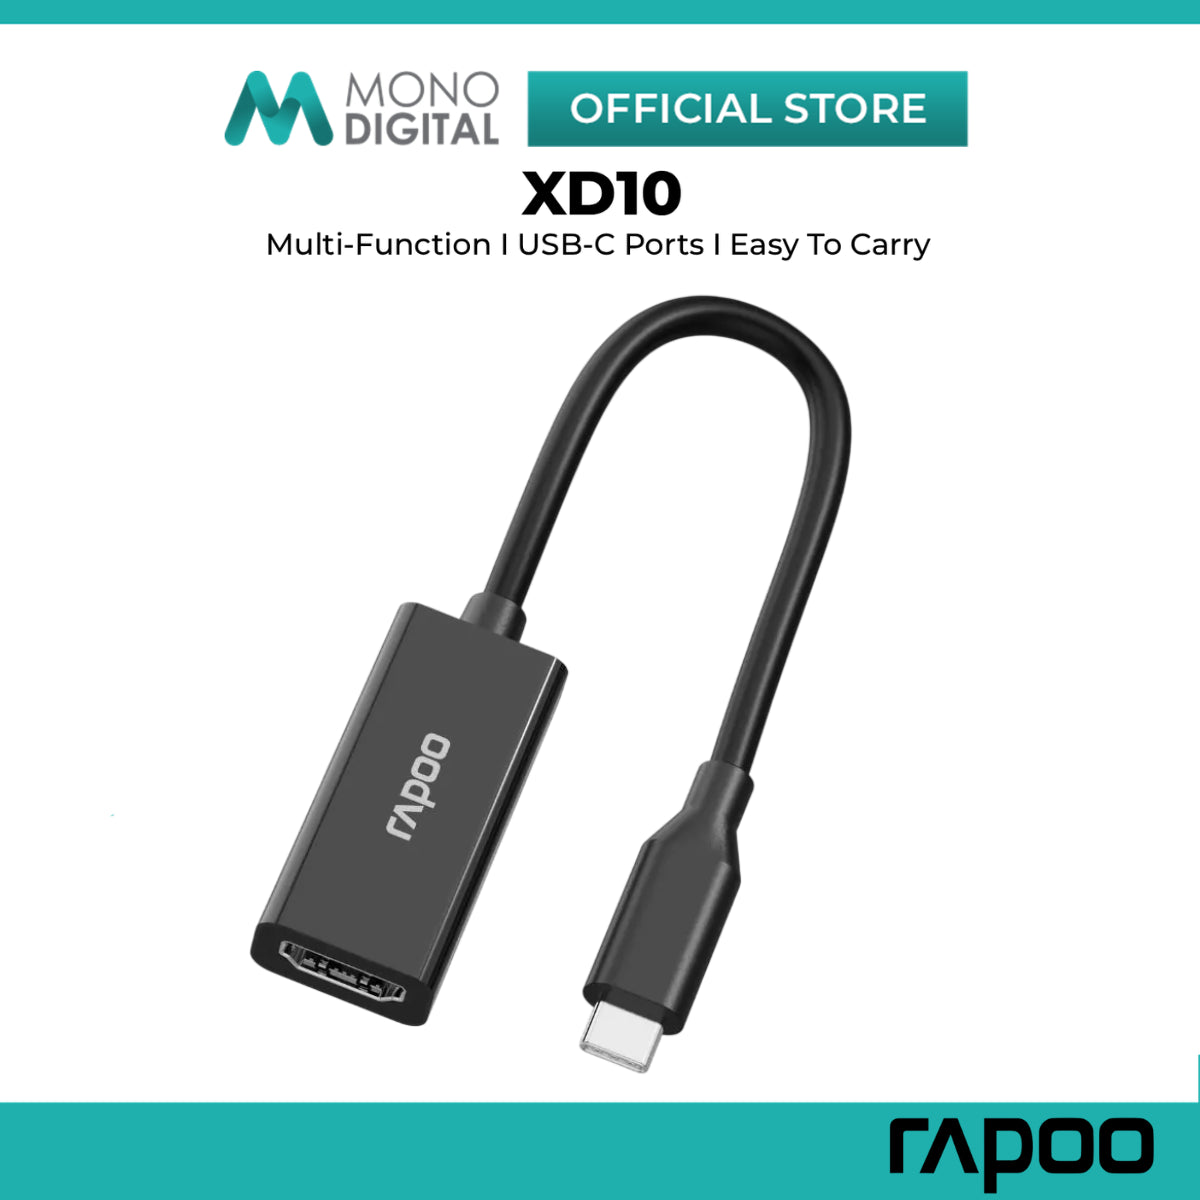 MONO
DIGITAL
OFFICIAL STORE
XD10
Multi-Function I USB-C Ports I Easy To Carry
rapoo
rapoo